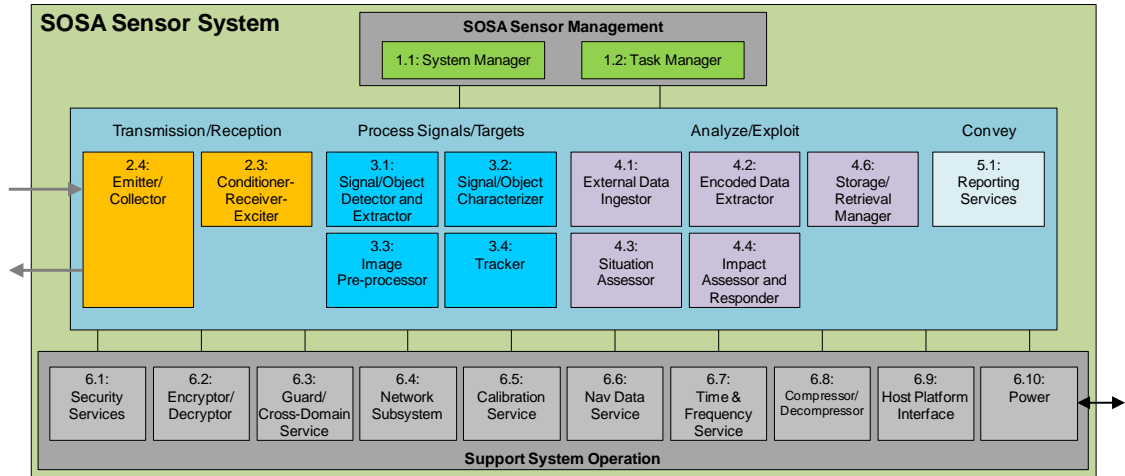 SOSA Sensor System
SOSA Sensor Management
1.1: System Manager
1.2: Task Manager
Transmission/Reception
Process Signals/Targets
Analyze/Exploit
Convey
2.4:
Emitter/
Collector
2.3:
Conditioner-
Receiver-
Exciter
3.1:
Signal/Object
Detector and
Extractor
3.2:
Signal/Object
Characterizer
4.1:
External Data
Ingestor
4.2:
Encoded Data
Extractor
4.6:
Storage/
Retrieval
Manager
5.1:
Reporting
Services
3.3:
Image
Pre-processor
3.4:
Tracker
4.3:
Situation
Assessor
4.4:
Impact
Assessor and
Responder
6.1:
Security
Services
6.2:
Encryptor/
Decryptor
6.3:
Guard/
Cross-Domain
Service
6.4:
Network
Subsystem
6.5:
Calibration
Service
6.6:
Nav Data
Service
6.7:
Time &
Frequency
Service
6.8:
Compressor/
Decompressor
6.9:
Host Platform
Interface
6.10:
Power
Support System Operation